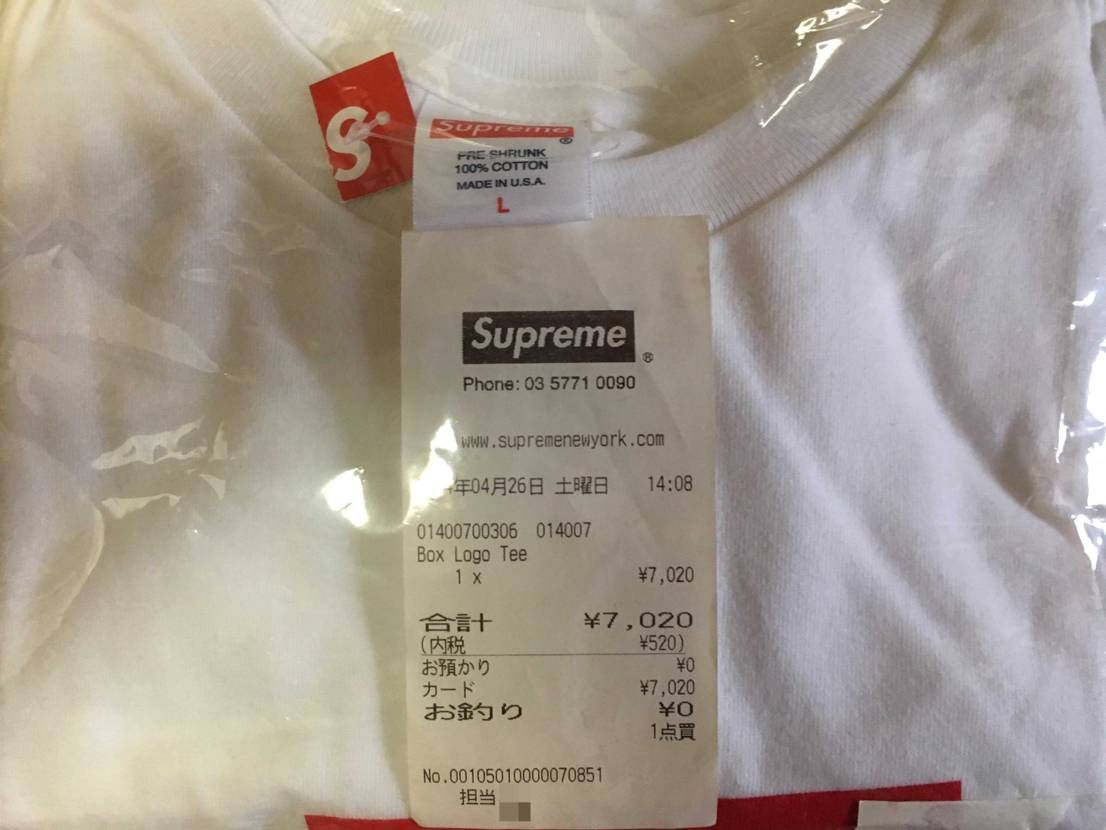 S
Supreme
®
PRE SHRUNK
100% COTTON
MADE IN U.S.A.
L
Supreme
®
Phone: 03 5771 0090
www.supremenewyork.com
年04月26日 土曜日 14:08
01400700306 014007
Box Logo Tee
1 x ¥7,020
合計 ¥7,020
(内税 ¥520)
お預かり ¥0
カード ¥7,020
お釣り ¥0
1点買
No.00105010000070851
担当